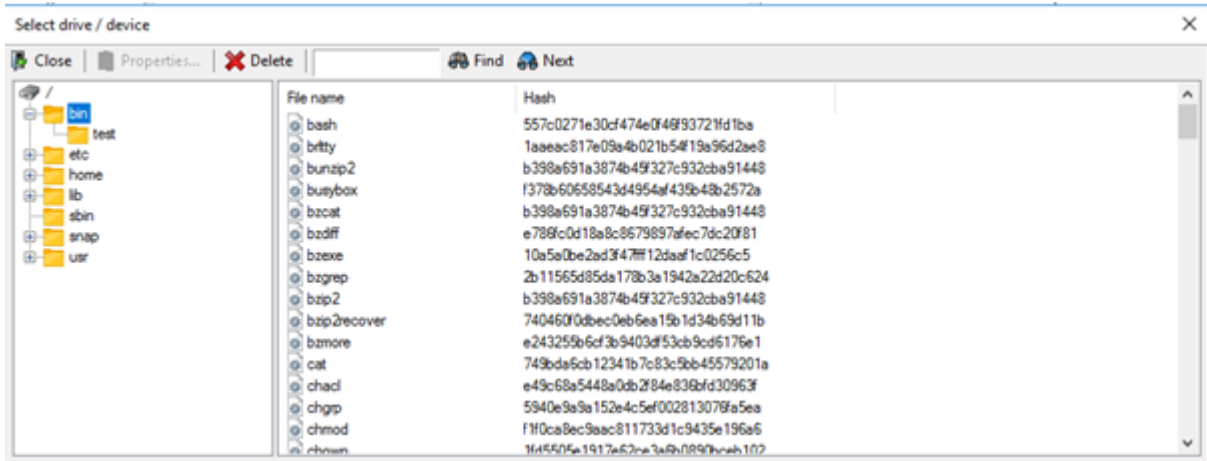 Select drive / device
Close Properties... Delete Find Next
/
bin
test
etc
home
lib
sbin
snap
usr
File name Hash
bash 557c0271e30cf474e0f46f93721fd1ba
brltty 1aaeac817e09a4b021b54f19a96d2ae8
bunzip2 b398a691a3874b45f327c932cba91448
busybox f378b60658543d4954af435b48b2572a
bzcat b398a691a3874b45f327c932cba91448
bzdiff e786fc0d18a8c8679897afec7dc20f81
bzexe 10a5a0be2ad3f47ffff12daaf1c0256c5
bzgrep 2b11565d85da178b3a1942a22d20c624
bzip2 b398a691a3874b45f327c932cba91448
bzip2recover 740460f0dbec0eb6ea15b1d34b69d11b
bzmore e243255b6cf3b9403df53cb9cd6176e1
cat 749bda6cb12341b7c83c5bb45579201a
chacl e49c68a5448a0db2f84e836bfd30963f
chgrp 5940e9a9a152e4c5ef002813076fa5ea
chmod f1f0ca8ec9aac811733d1c9435e196a6
chown